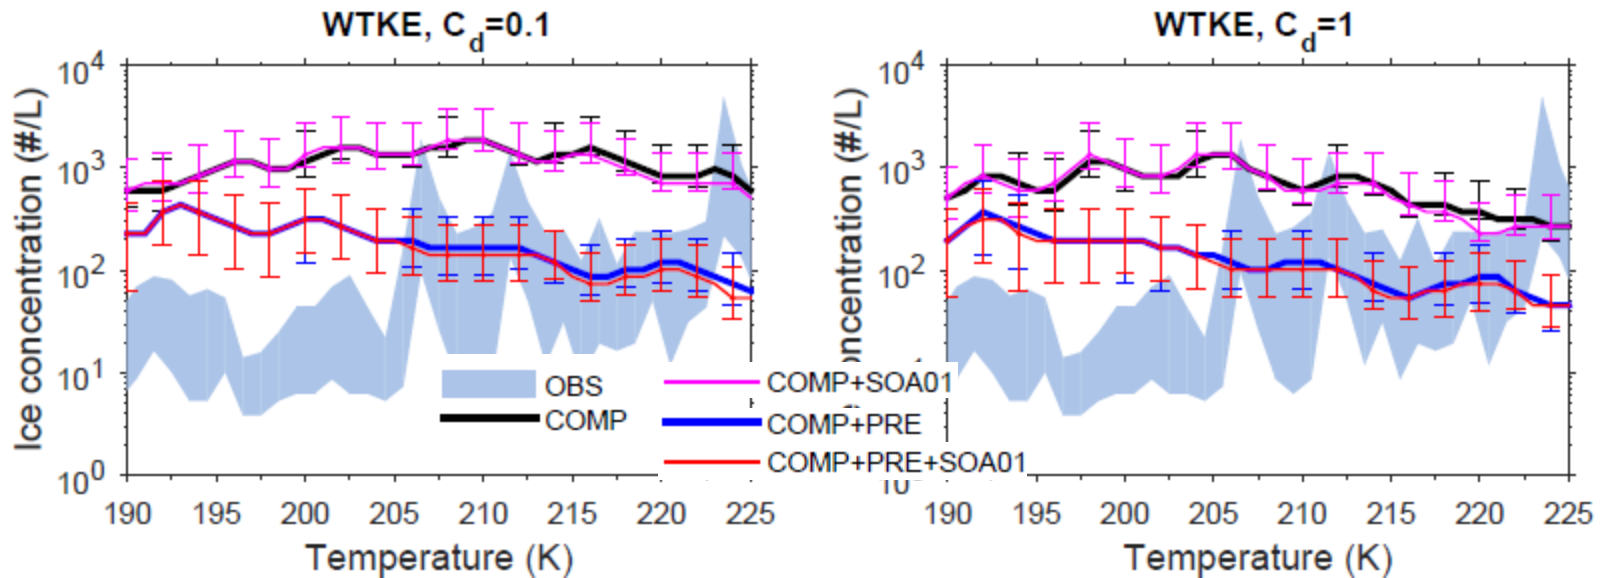 WTKE, C_d=0.1
Ice concentration (#/L)
10^4
10^3
10^2
10^1
10^0
190 195 200 205 210 215 220 225
Temperature (K)
OBS
COMP
COMP+SOA01
COMP+PRE
COMP+PRE+SOA01
WTKE, C_d=1
oncentration (#/L)
10^4
10^3
10^2
190 195 200 205 210 215 220 225
Temperature (K)